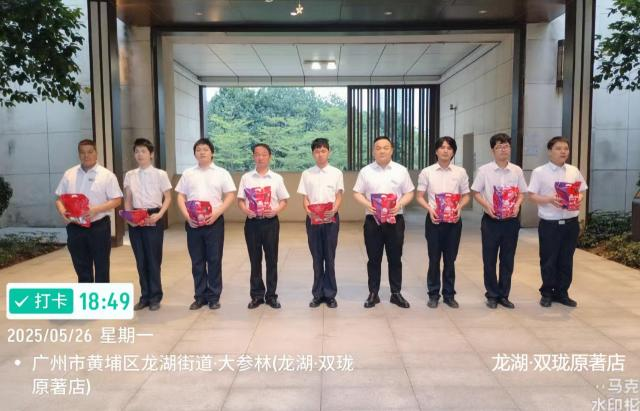 打卡 18:49
2025/05/26 星期一
广州市黄埔区龙湖街道·大参林(龙湖·双珑
原著店)
龙湖·双珑原著店
马克
水印相机